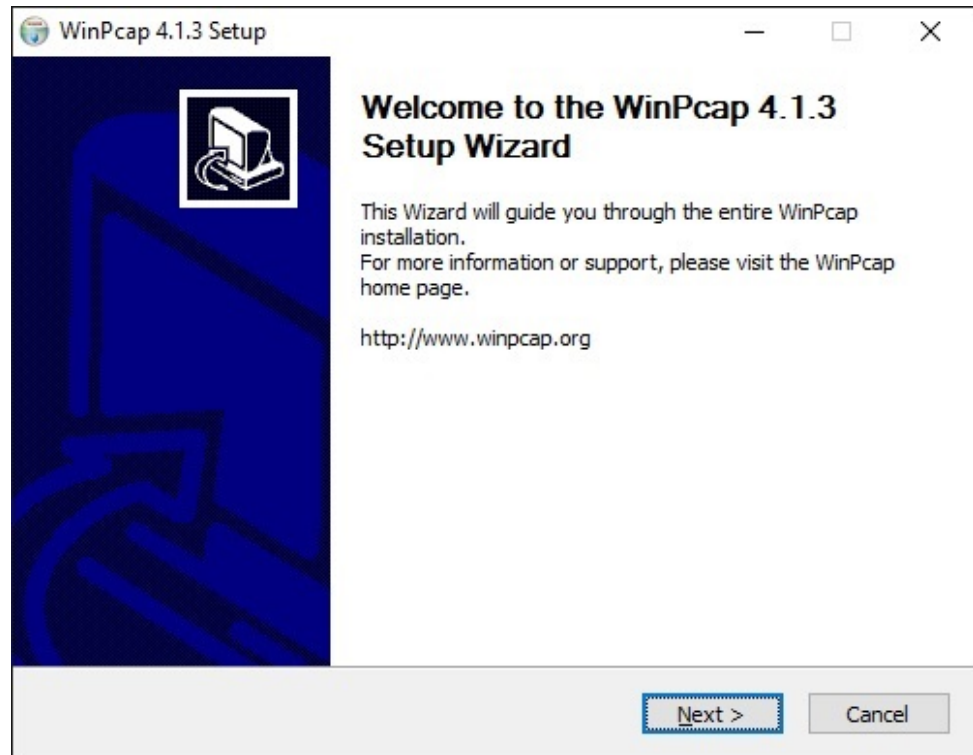 WinPcap 4.1.3 Setup
Welcome to the WinPcap 4.1.3
Setup Wizard
This Wizard will guide you through the entire WinPcap
installation.
For more information or support, please visit the WinPcap
home page.
http://www.winpcap.org
Next >
Cancel